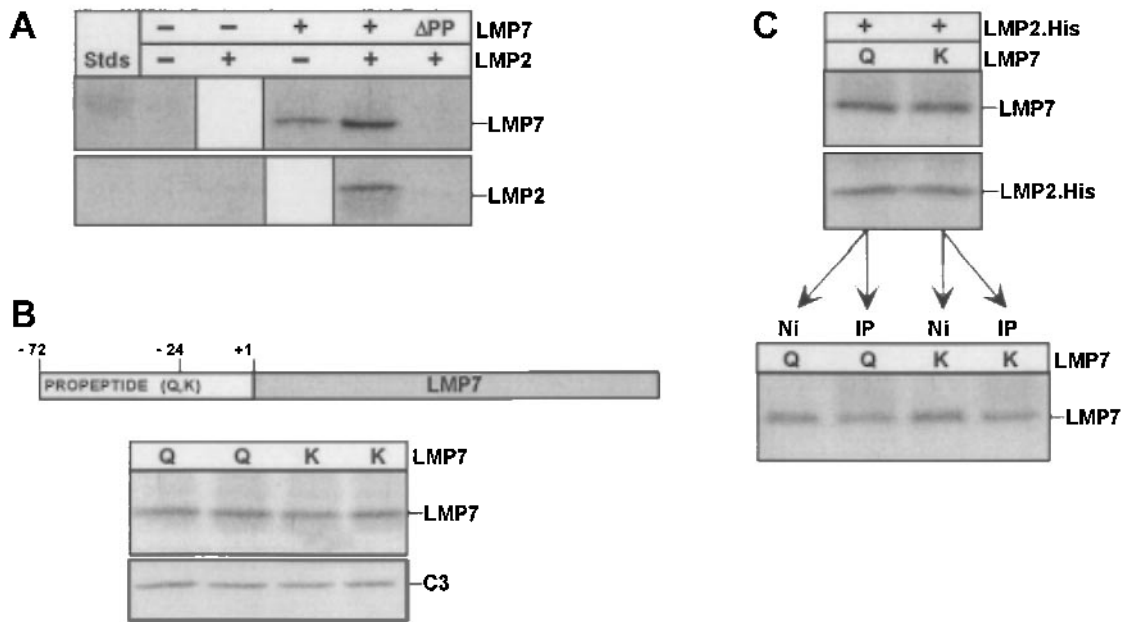 A
Stds
– – + + ΔPP LMP7
– + – + + LMP2
–LMP7
–LMP2
B
- 72 - 24 +1
PROPEPTIDE (Q,K) LMP7
Q Q K K LMP7
–LMP7
–C3
C
+ + LMP2.His
Q K LMP7
–LMP7
–LMP2.His
Ni IP Ni IP
Q Q K K LMP7
–LMP7